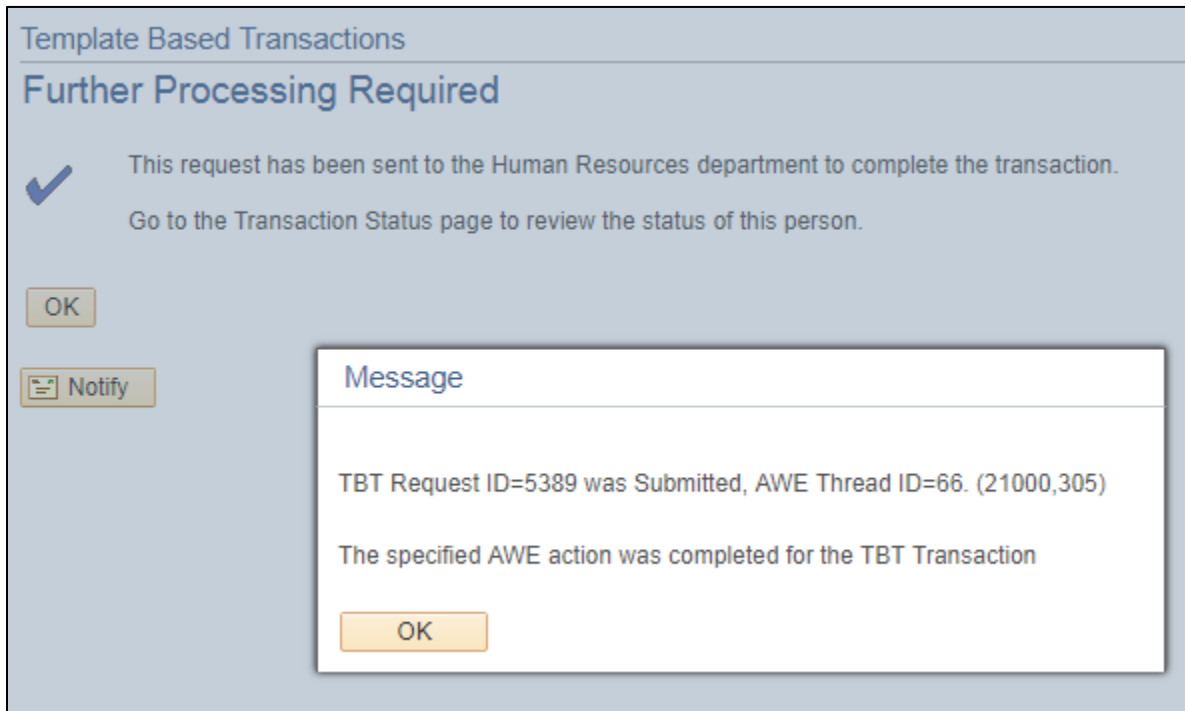 Template Based Transactions
Further Processing Required
This request has been sent to the Human Resources department to complete the transaction.
Go to the Transaction Status page to review the status of this person.
OK
Notify
Message
TBT Request ID=5389 was Submitted, AWE Thread ID=66. (21000,305)
The specified AWE action was completed for the TBT Transaction
OK